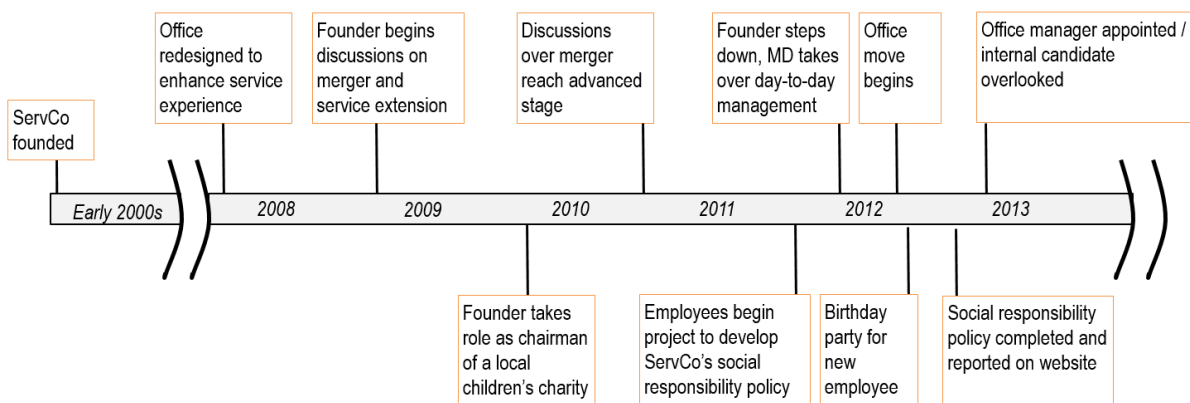 Office
redesigned to
enhance service
experience
Founder begins
discussions on
merger and
service extension
Discussions
over merger
reach advanced
stage
Founder steps
down, MD takes
over day-to-day
management
Office
move
begins
Office manager appointed /
internal candidate
overlooked
ServCo
founded
Early 2000s
2008
2009
2010
2011
2012
2013
Founder takes
role as chairman
of a local
children’s charity
Employees begin
project to develop
ServCo’s social
responsibility policy
Birthday
party for
new
employee
Social responsibility
policy completed and
reported on website